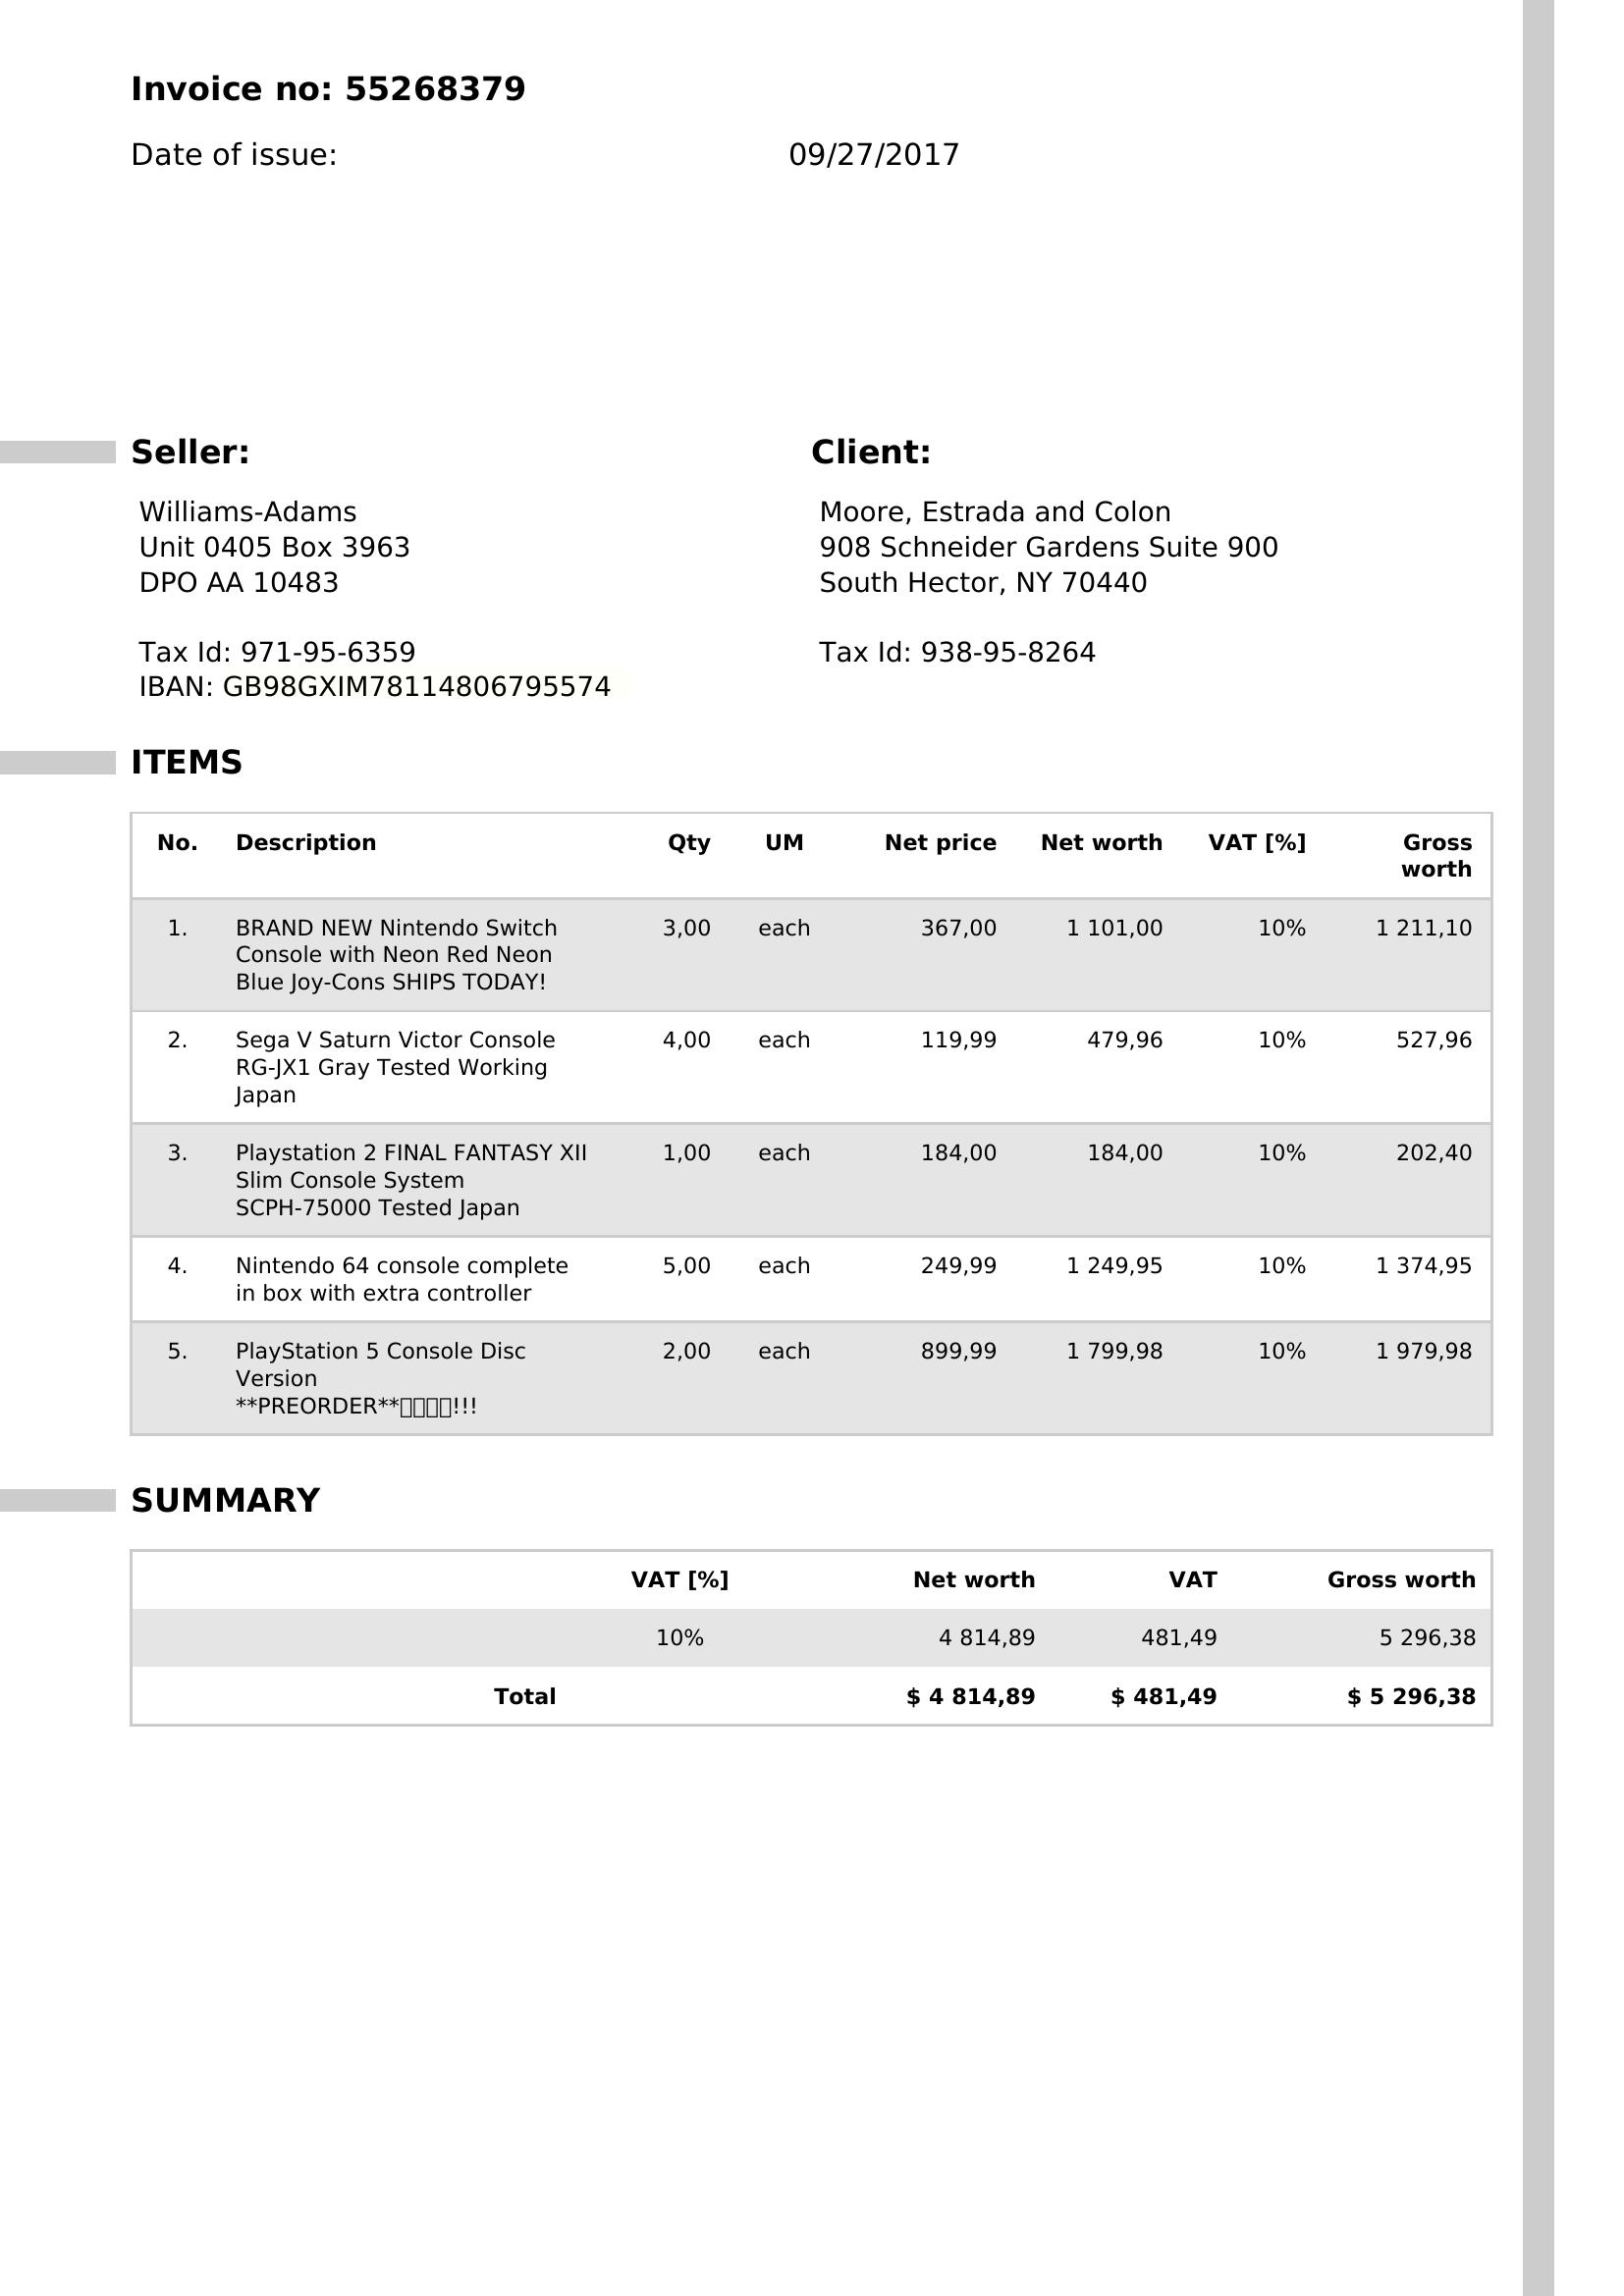 Invoice no: 55268379
Date of issue: 09/27/2017
Seller: Client:
Williams-Adams Moore, Estrada and Colon
Unit 0405 Box 3963 908 Schneider Gardens Suite 900
DPO AA 10483 South Hector, NY 70440
Tax Id: 971-95-6359 Tax Id: 938-95-8264
IBAN: GB98GXIM78114806795574
ITEMS
No. Description Qty UM Net price Net worth VAT [%] Gross
worth
1. BRAND NEW Nintendo Switch 3,00 each 367,00 1 101,00 10% 1 211,10
Console with Neon Red Neon
Blue Joy-Cons SHIPS TODAY!
2. Sega V Saturn Victor Console 4,00 each 119,99 479,96 10% 527,96
RG-JX1 Gray Tested Working
Japan
3. Playstation 2 FINAL FANTASY XII 1,00 each 184,00 184,00 10% 202,40
Slim Console System
SCPH-75000 Tested Japan
4. Nintendo 64 console complete 5,00 each 249,99 1 249,95 10% 1 374,95
in box with extra controller
5. PlayStation 5 Console Disc 2,00 each 899,99 1 799,98 10% 1 979,98
Version
**PREORDER**▯▯▯▯!!!
SUMMARY
VAT [%] Net worth VAT Gross worth
10% 4 814,89 481,49 5 296,38
Total $ 4 814,89 $ 481,49 $ 5 296,38